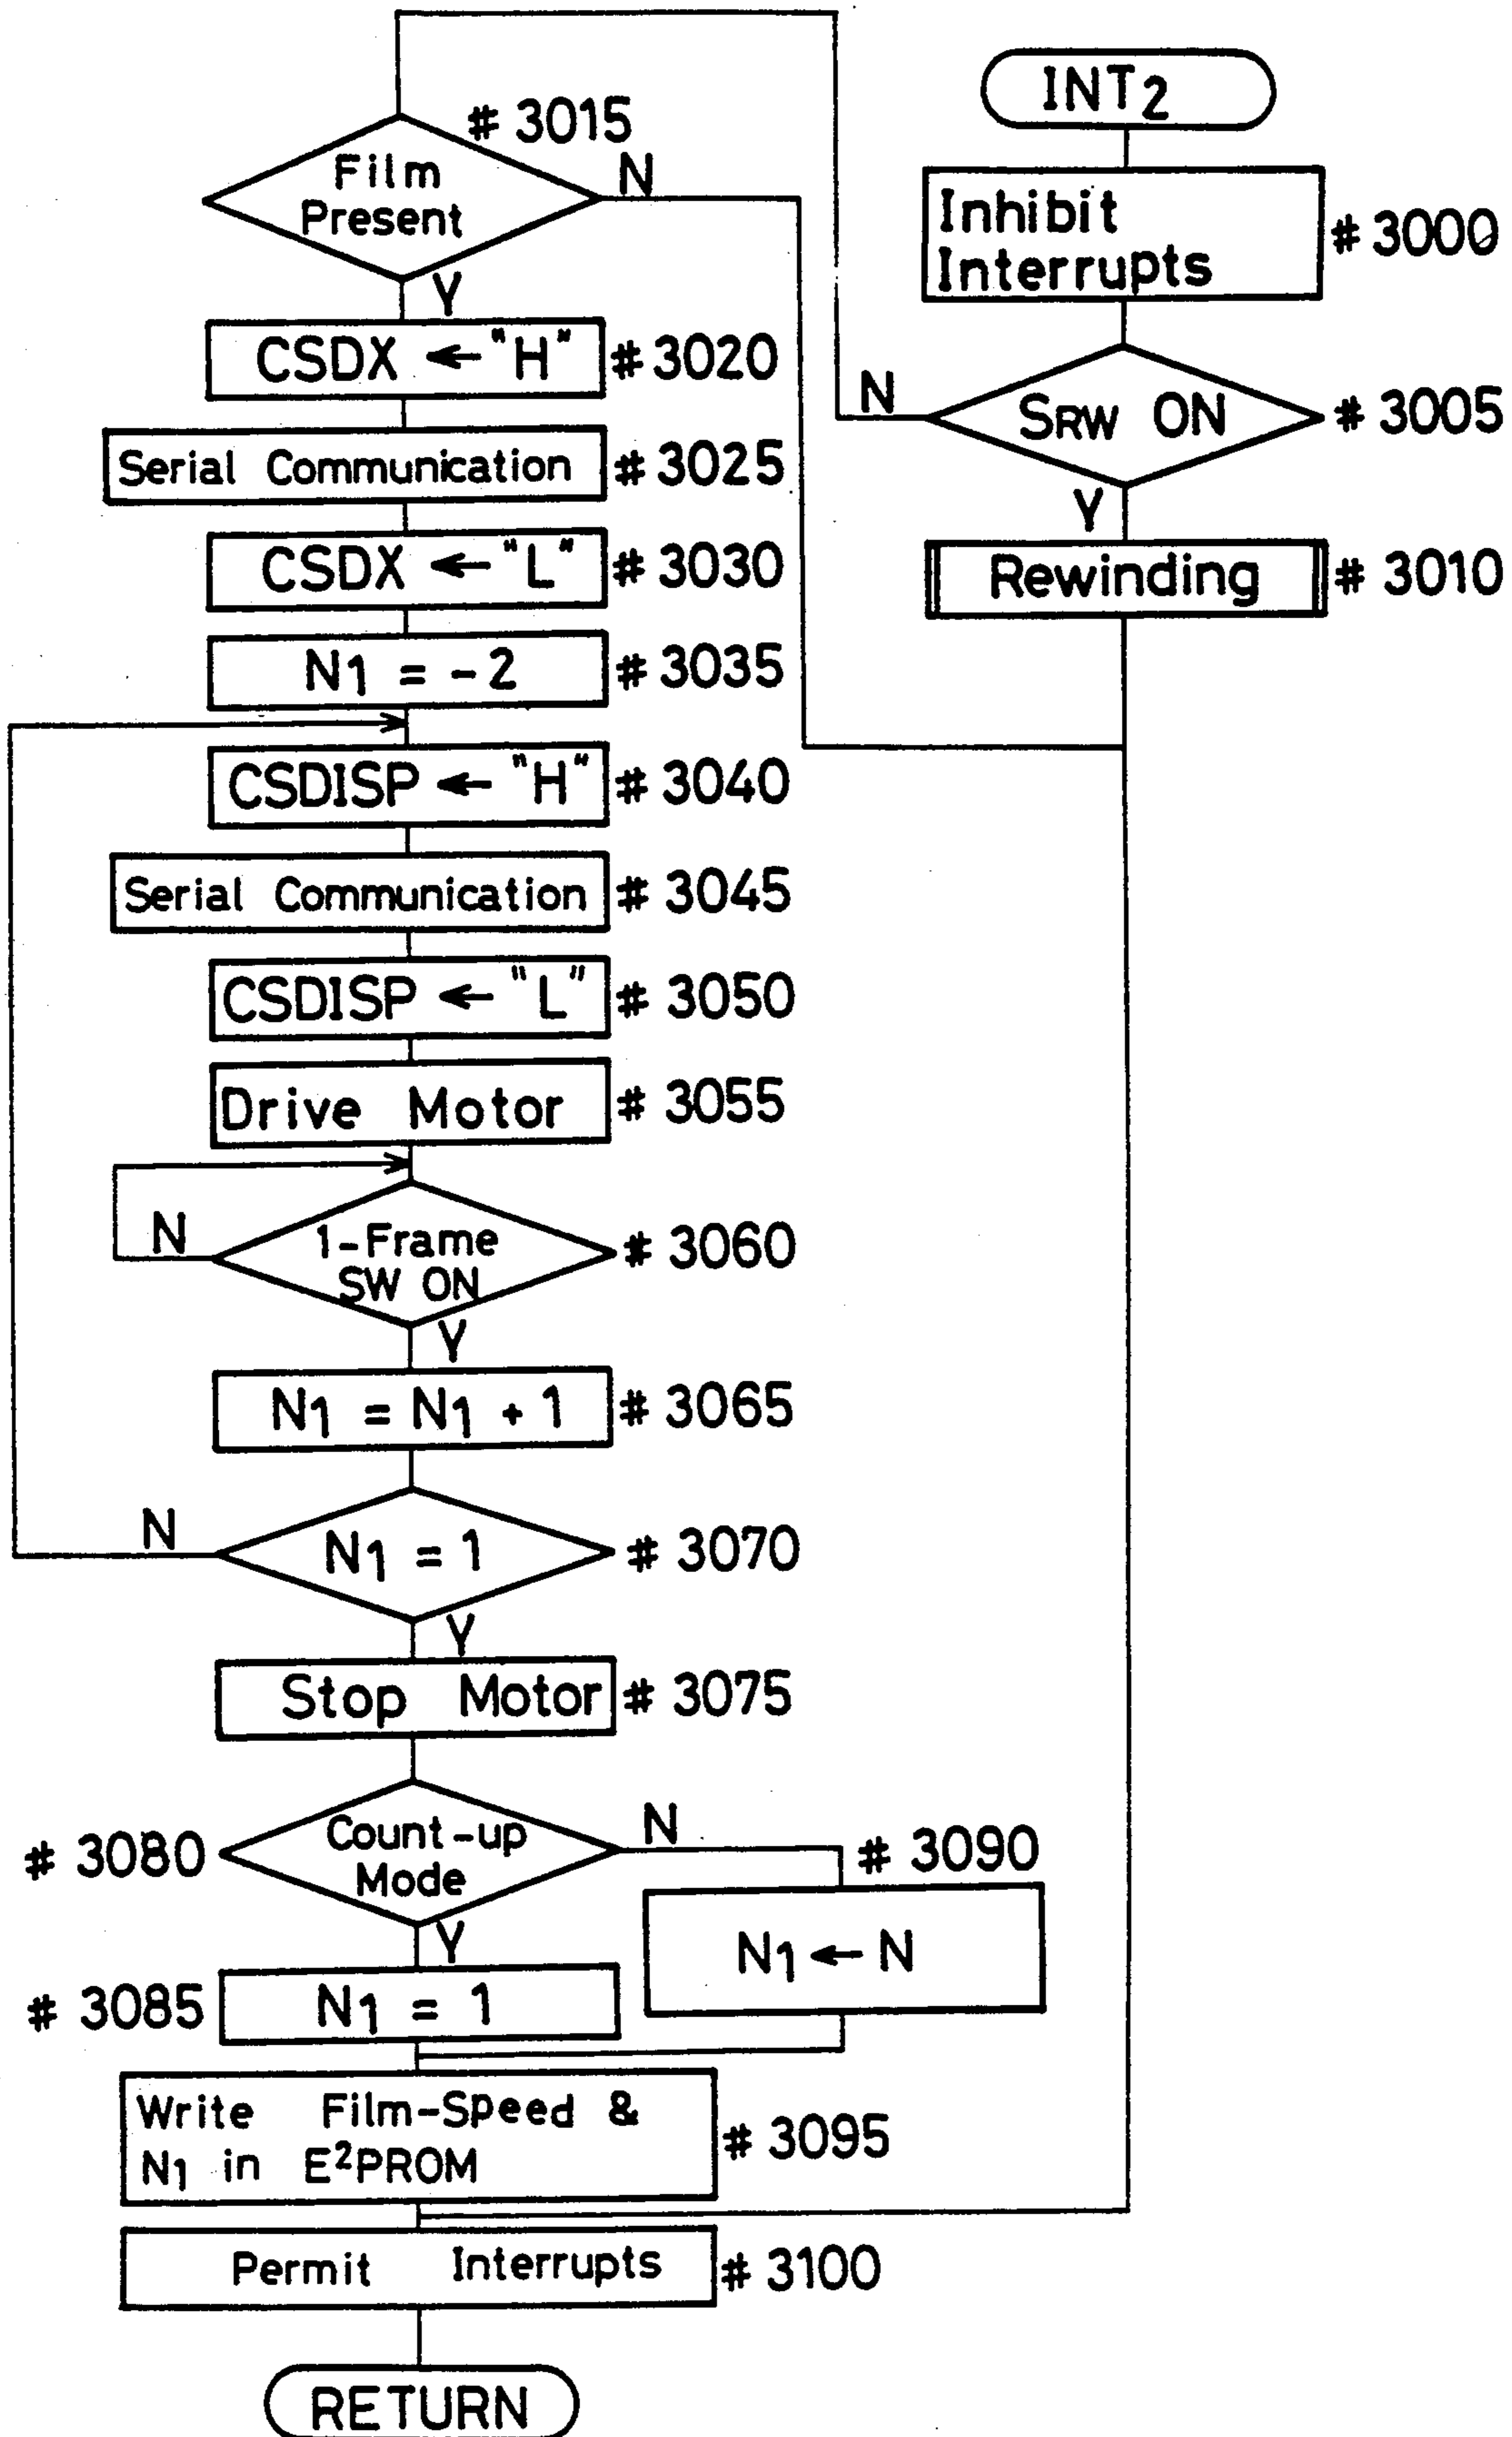 INT2
Inhibit
Interrupts
# 3000
SRW ON
# 3005
N
Y
Rewinding
# 3010
# 3015
Film
Present
N
Y
CSDX ← "H"
# 3020
Serial Communication
# 3025
CSDX ← "L"
# 3030
N1 = -2
# 3035
CSDISP ← "H"
# 3040
Serial Communication
# 3045
CSDISP ← "L"
# 3050
Drive Motor
# 3055
N
1-Frame
SW ON
# 3060
Y
N1 = N1 + 1
# 3065
N
N1 = 1
# 3070
Y
Stop Motor
# 3075
# 3080
Count-up
Mode
N
Y
# 3090
N1 ← N
# 3085
N1 = 1
Write Film-Speed &
N1 in E²PROM
# 3095
Permit Interrupts
# 3100
RETURN